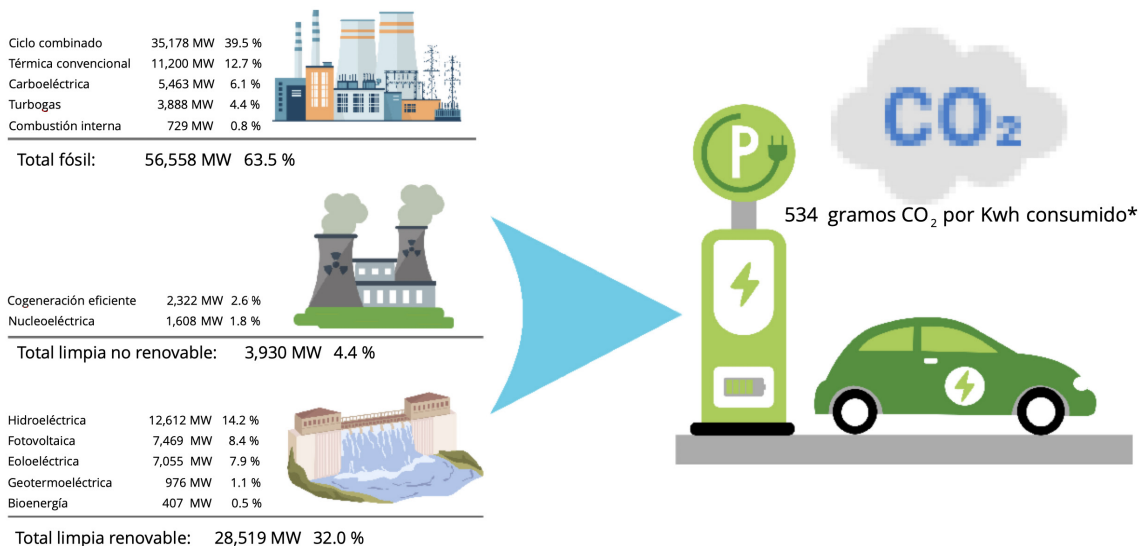 Ciclo combinado 35,178 MW 39.5 %
Térmica convencional 11,200 MW 12.7 %
Carboeléctrica 5,463 MW 6.1 %
Turbogas 3,888 MW 4.4 %
Combustión interna 729 MW 0.8 %
Total fósil: 56,558 MW 63.5 %
Cogeneración eficiente 2,322 MW 2.6 %
Nucleoeléctrica 1,608 MW 1.8 %
Total limpia no renovable: 3,930 MW 4.4 %
Hidroeléctrica 12,612 MW 14.2 %
Fotovoltaica 7,469 MW 8.4 %
Eoloeléctrica 7,055 MW 7.9 %
Geotermoeléctrica 976 MW 1.1 %
Bioenergía 407 MW 0.5 %
Total limpia renovable: 28,519 MW 32.0 %
P
CO₂
534 gramos CO₂ por Kwh consumido*